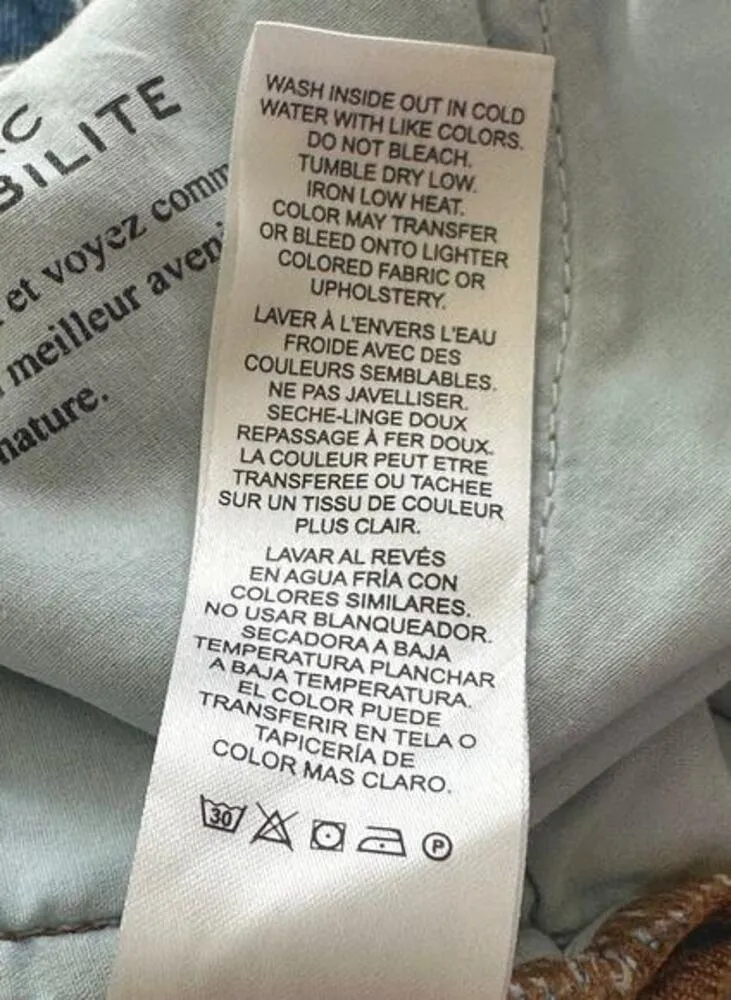 C
BILITE
et voyez comm
meilleur aveni
nature.
WASH INSIDE OUT IN COLD
WATER WITH LIKE COLORS.
DO NOT BLEACH.
TUMBLE DRY LOW.
IRON LOW HEAT.
COLOR MAY TRANSFER
OR BLEED ONTO LIGHTER
COLORED FABRIC OR
UPHOLSTERY.
LAVER À L'ENVERS L'EAU
FROIDE AVEC DES
COULEURS SEMBLABLES.
NE PAS JAVELLISER.
SECHE-LINGE DOUX
REPASSAGE À FER DOUX.
LA COULEUR PEUT ETRE
TRANSFEREE OU TACHEE
SUR UN TISSU DE COULEUR
PLUS CLAIR.
LAVAR AL REVÉS
EN AGUA FRÍA CON
COLORES SIMILARES.
NO USAR BLANQUEADOR.
SECADORA A BAJA
TEMPERATURA PLANCHAR
A BAJA TEMPERATURA.
EL COLOR PUEDE
TRANSFERIR EN TELA O
TAPICERÍA DE
COLOR MAS CLARO.
30 P